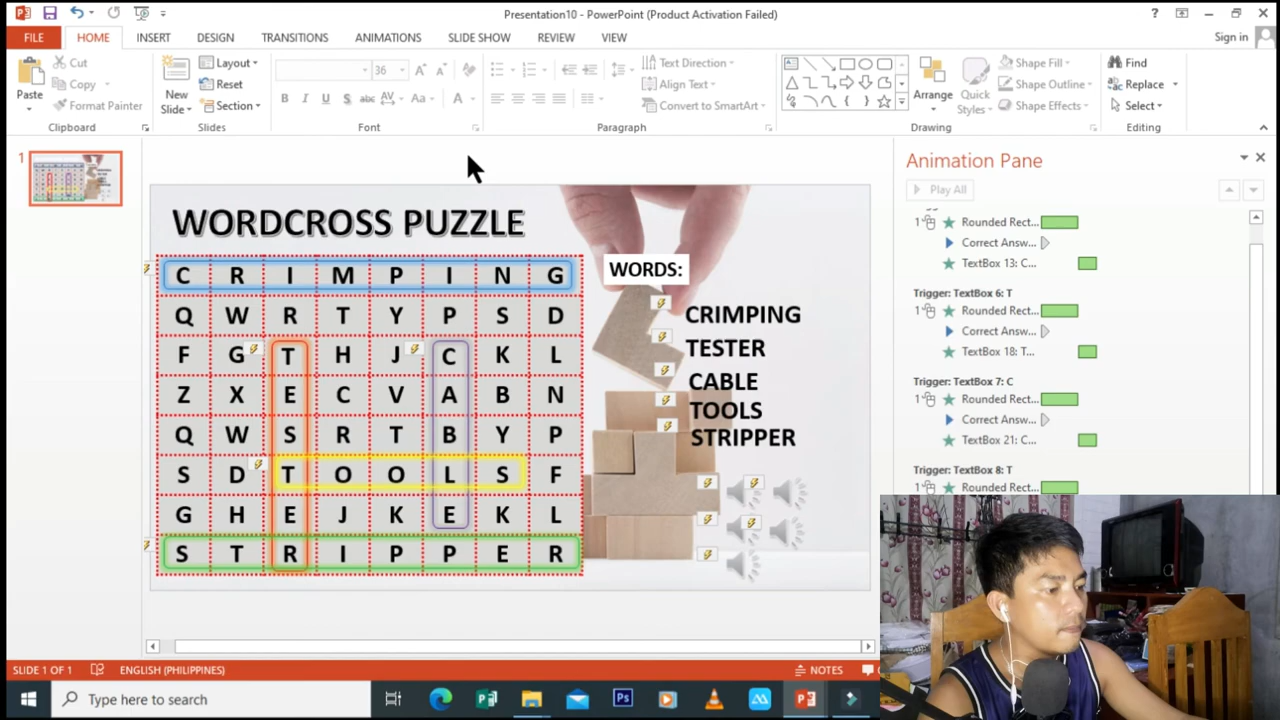 Presentation10 - PowerPoint (Product Activation Failed)
FILE HOME INSERT DESIGN TRANSITIONS ANIMATIONS SLIDE SHOW REVIEW VIEW Sign in
Paste
Cut
Copy
Format Painter
Clipboard
New Slide
Layout
Reset
Section
Slides
36
Font
Text Direction
Align Text
Convert to SmartArt
Paragraph
Arrange
Quick Styles
Shape Fill
Shape Outline
Shape Effects
Drawing
Find
Replace
Select
Editing
1
WORDCROSS PUZZLE
C R I M P I N G
Q W R T Y P S D
F G T H J C K L
Z X E C V A B N
Q W S R T B Y P
S D T O O L S F
G H E J K E K L
S T R I P P E R
WORDS:
CRIMPING
TESTER
CABLE
TOOLS
STRIPPER
Animation Pane
Play All
1 Rounded Rect...
Correct Answ...
TextBox 13: C...
Trigger: TextBox 6: T
1 Rounded Rect...
Correct Answ...
TextBox 18: T...
Trigger: TextBox 7: C
1 Rounded Rect...
Correct Answ...
TextBox 21: C...
Trigger: TextBox 8: T
1 Rounded Rect...
SLIDE 1 OF 1 ENGLISH (PHILIPPINES) NOTES
Type here to search